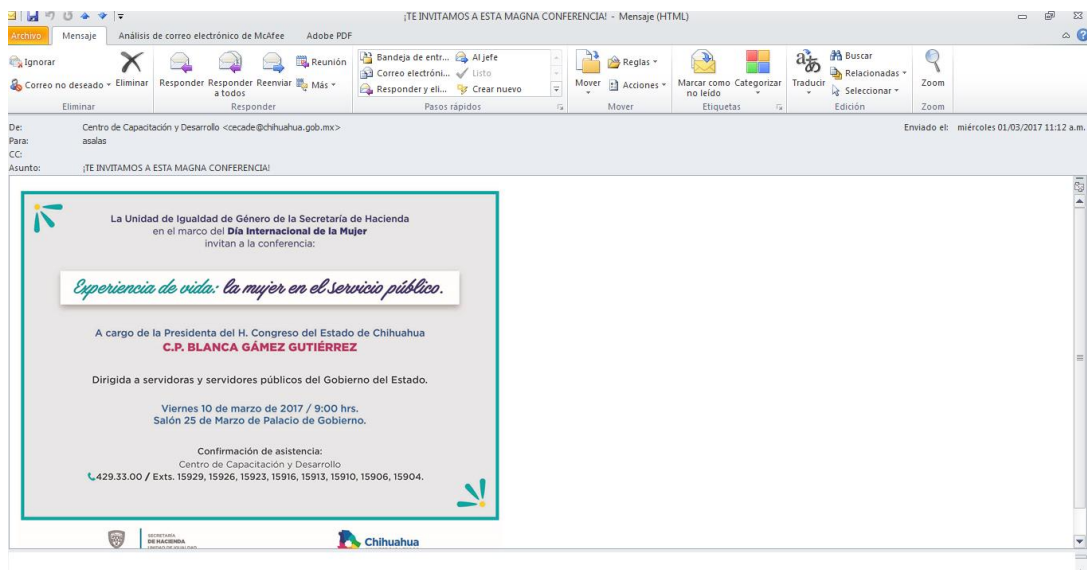 ¡TE INVITAMOS A ESTA MAGNA CONFERENCIA! - Mensaje (HTML)
Archivo Mensaje Análisis de correo electrónico de McAfee Adobe PDF
Ignorar
Correo no deseado
Eliminar
Eliminar
Responder
Responder a todos
Reenviar
Reunión
Más
Responder
Bandeja de entr...
Correo electróni...
Responder y eli...
Al jefe
Listo
Crear nuevo
Pasos rápidos
Mover
Reglas
Acciones
Mover
Marcar como no leído
Categorizar
Etiquetas
Traducir
Buscar
Relacionadas
Seleccionar
Edición
Zoom
Zoom
De: Centro de Capacitación y Desarrollo <cecade@chihuahua.gob.mx>
Enviado el: miércoles 01/03/2017 11:12 a.m.
Para: asalas
CC:
Asunto: ¡TE INVITAMOS A ESTA MAGNA CONFERENCIA!
La Unidad de Igualdad de Género de la Secretaría de Hacienda
en el marco del Día Internacional de la Mujer
invitan a la conferencia:
Experiencia de vida: la mujer en el servicio público.
A cargo de la Presidenta del H. Congreso del Estado de Chihuahua
C.P. BLANCA GÁMEZ GUTIÉRREZ
Dirigida a servidoras y servidores públicos del Gobierno del Estado.
Viernes 10 de marzo de 2017 / 9:00 hrs.
Salón 25 de Marzo de Palacio de Gobierno.
Confirmación de asistencia:
Centro de Capacitación y Desarrollo
429.33.00 / Exts. 15929, 15926, 15923, 15916, 15913, 15910, 15906, 15904.
SECRETARÍA
DE HACIENDA
Chihuahua